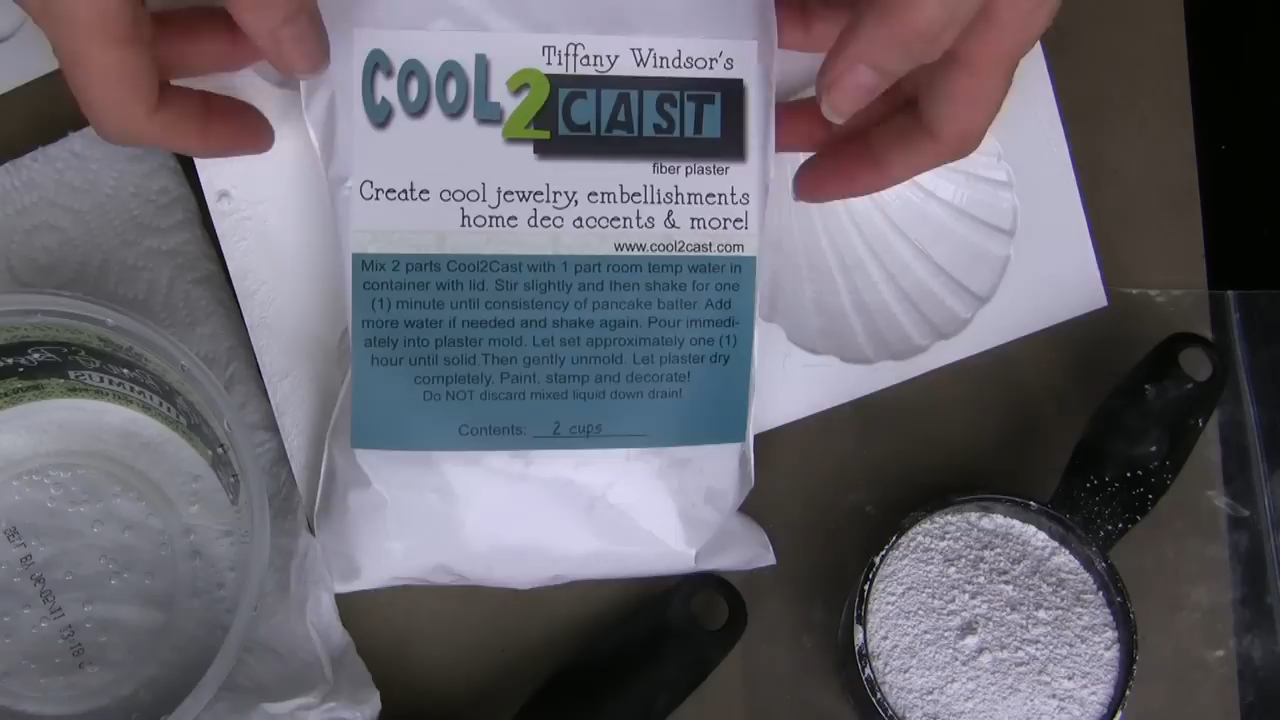 Tiffany Windsor's
COOL2CAST
fiber plaster
Create cool jewelry, embellishments
home dec accents & more!
www.cool2cast.com
Mix 2 parts Cool2Cast with 1 part room temp water in
container with lid. Stir slightly and then shake for one
(1) minute until consistency of pancake batter. Add
more water if needed and shake again. Pour immedi-
ately into plaster mold. Let set approximately one (1)
hour until solid.Then gently unmold. Let plaster dry
completely. Paint, stamp and decorate!
Do NOT discard mixed liquid down drain!
Contents: 2 cups
HUMMUS